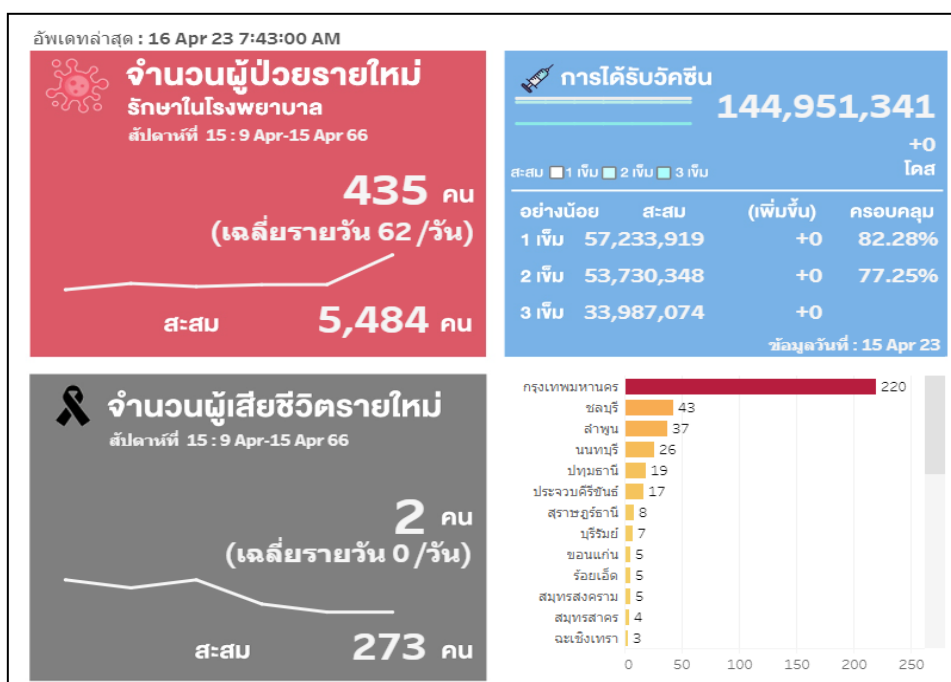 อัพเดทล่าสุด : 16 Apr 23 7:43:00 AM
จำนวนผู้ป่วยรายใหม่
รักษาในโรงพยาบาล
สัปดาห์ที่ 15 : 9 Apr-15 Apr 66
435 คน
(เฉลี่ยรายวัน 62 /วัน)
สะสม 5,484 คน
การได้รับวัคซีน
144,951,341
+0
โดส
สะสม 1 เข็ม 2 เข็ม 3 เข็ม
อย่างน้อย สะสม (เพิ่มขึ้น) ครอบคลุม
1 เข็ม 57,233,919 +0 82.28%
2 เข็ม 53,730,348 +0 77.25%
3 เข็ม 33,987,074 +0
ข้อมูลวันที่ : 15 Apr 23
จำนวนผู้เสียชีวิตรายใหม่
สัปดาห์ที่ 15 : 9 Apr-15 Apr 66
2 คน
(เฉลี่ยรายวัน 0 /วัน)
สะสม 273 คน
กรุงเทพมหานคร 220
ชลบุรี 43
ลำพูน 37
นนทบุรี 26
ปทุมธานี 19
ประจวบคีรีขันธ์ 17
สุราษฎร์ธานี 8
บุรีรัมย์ 7
ขอนแก่น 5
ร้อยเอ็ด 5
สมุทรสงคราม 5
สมุทรสาคร 4
ฉะเชิงเทรา 3
0 50 100 150 200 250